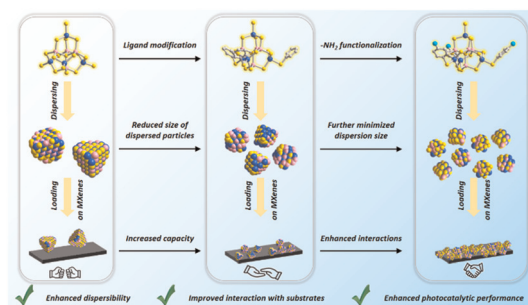 Ligand modification
-NH2 functionalization
Dispersing
Dispersing
Dispersing
Reduced size of
dispersed particles
Further minimized
dispersion size
Loading
on MXenes
Loading
on MXenes
Loading
on MXenes
Increased capacity
Enhanced interactions
Enhanced dispersibility
Improved interaction with substrates
Enhanced photocatalytic performance